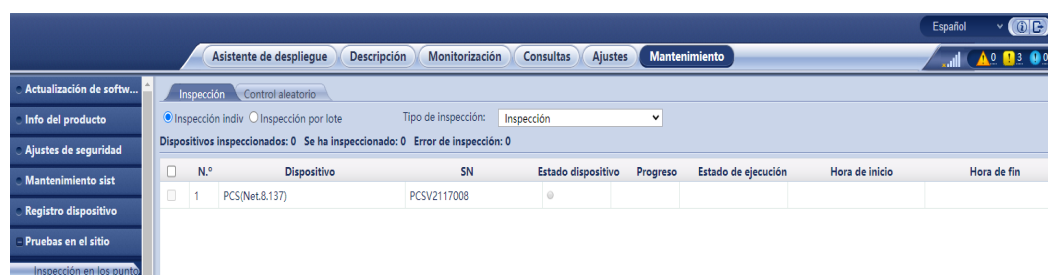 Español
Asistente de despliegue Descripción Monitorización Consultas Ajustes Mantenimiento
0 3 0
Actualización de softw...
Info del producto
Ajustes de seguridad
Mantenimiento sist
Registro dispositivo
Pruebas en el sitio
Inspección en los punto
Inspección Control aleatorio
Inspección indiv Inspección por lote Tipo de inspección: Inspección
Dispositivos inspeccionados: 0 Se ha inspeccionado: 0 Error de inspección: 0
N.º Dispositivo SN Estado dispositivo Progreso Estado de ejecución Hora de inicio Hora de fin
1 PCS(Net.8.137) PCSV2117008